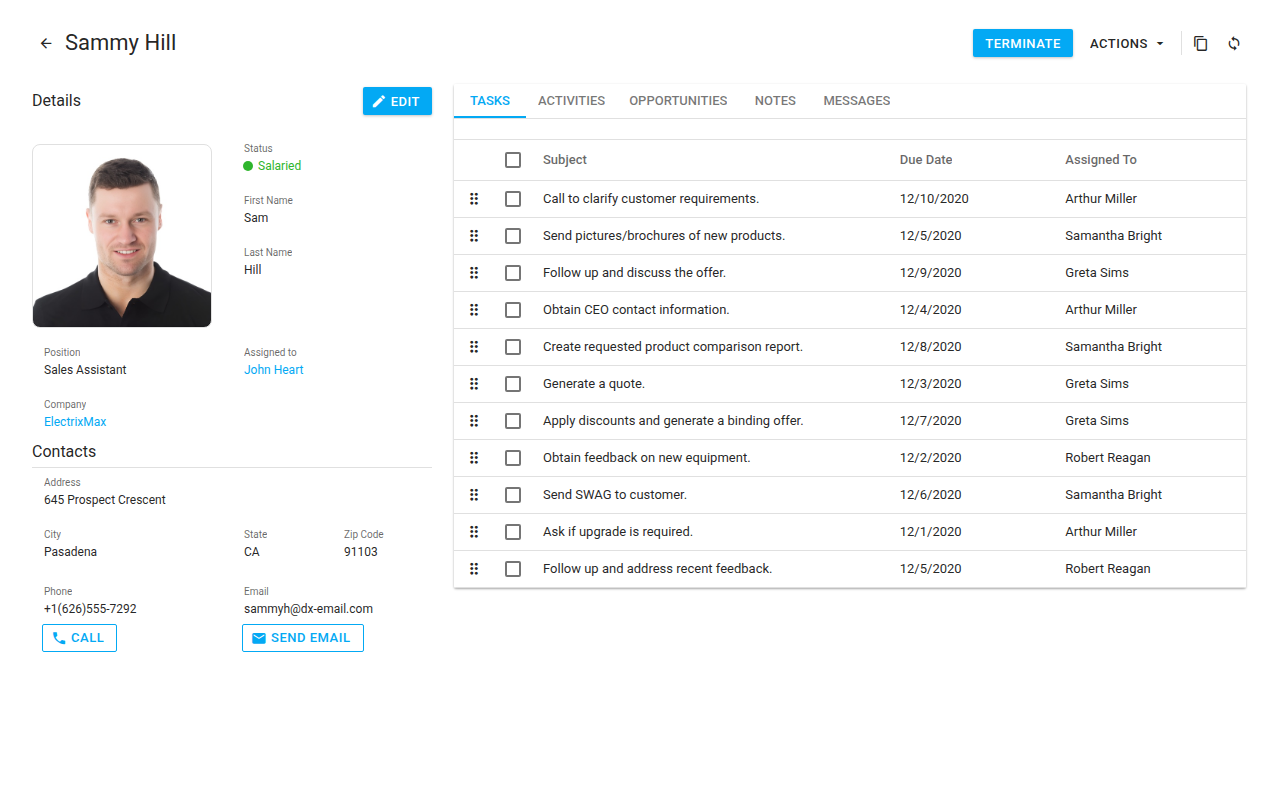 Sammy Hill
TERMINATE ACTIONS
Details
EDIT
Status
Salaried
First Name
Sam
Last Name
Hill
Position
Sales Assistant
Assigned to
John Heart
Company
ElectrixMax
Contacts
Address
645 Prospect Crescent
City State Zip Code
Pasadena CA 91103
Phone Email
+1(626)555-7292 sammyh@dx-email.com
CALL SEND EMAIL
TASKS ACTIVITIES OPPORTUNITIES NOTES MESSAGES
Subject Due Date Assigned To
Call to clarify customer requirements. 12/10/2020 Arthur Miller
Send pictures/brochures of new products. 12/5/2020 Samantha Bright
Follow up and discuss the offer. 12/9/2020 Greta Sims
Obtain CEO contact information. 12/4/2020 Arthur Miller
Create requested product comparison report. 12/8/2020 Samantha Bright
Generate a quote. 12/3/2020 Greta Sims
Apply discounts and generate a binding offer. 12/7/2020 Greta Sims
Obtain feedback on new equipment. 12/2/2020 Robert Reagan
Send SWAG to customer. 12/6/2020 Samantha Bright
Ask if upgrade is required. 12/1/2020 Arthur Miller
Follow up and address recent feedback. 12/5/2020 Robert Reagan